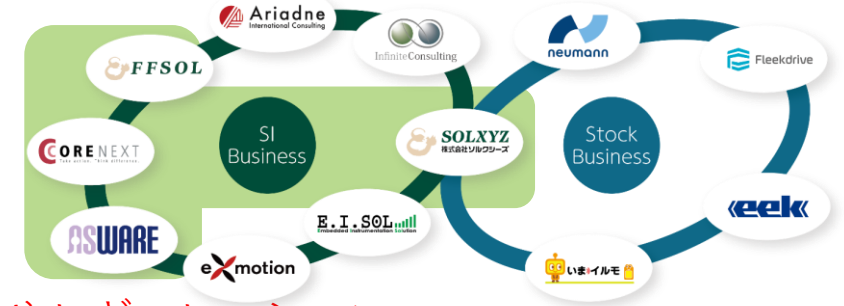 Ariadne
International Consulting
InfiniteConsulting
neumann
Fleekdrive
FFSOL
SI
Business
SOLXYZ
株式会社ソルクシーズ
Stock
Business
CORENEXT
Take action. Think difference.
ASWARE
E.I.SOL
Embedded Instrumentation Solution
eXmotion
eek
いまイルモ